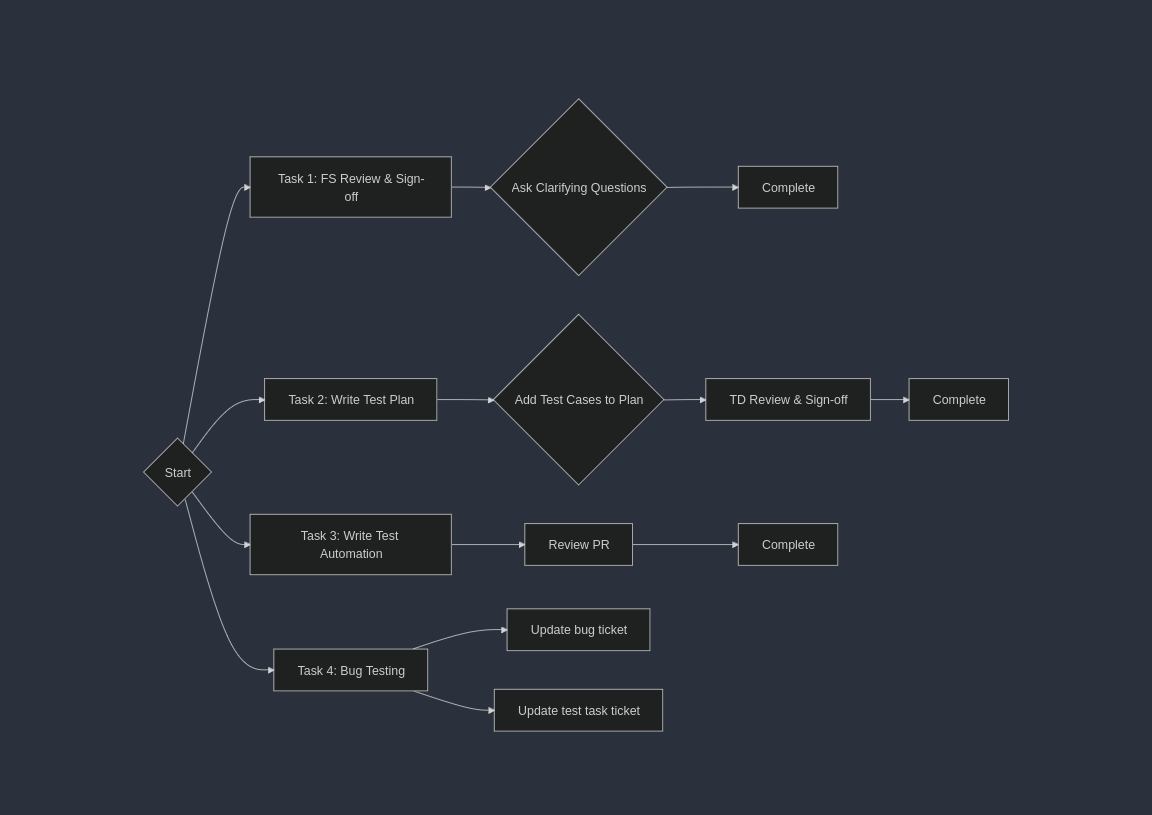 Task 1: FS Review & Sign-
off
Ask Clarifying Questions
Complete
Task 2: Write Test Plan
Add Test Cases to Plan
TD Review & Sign-off
Complete
Start
Task 3: Write Test
Automation
Review PR
Complete
Update bug ticket
Task 4: Bug Testing
Update test task ticket